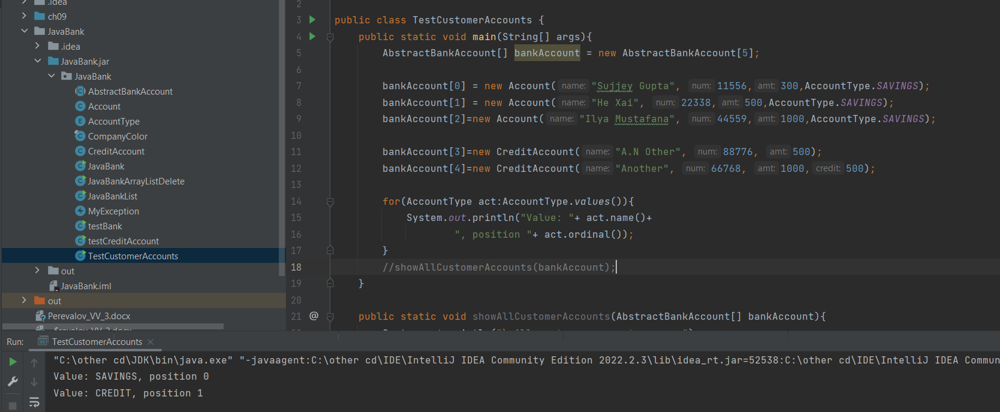 .idea
ch09
JavaBank
.idea
JavaBank.jar
JavaBank
AbstractBankAccount
Account
AccountType
CompanyColor
CreditAccount
JavaBank
JavaBankArrayListDelete
JavaBankList
MyException
testBank
testCreditAccount
TestCustomerAccounts
out
JavaBank.iml
out
Perevalov_VV_3.docx
2
3 public class TestCustomerAccounts {
4 public static void main(String[] args){
5 AbstractBankAccount[] bankAccount = new AbstractBankAccount[5];
6
7 bankAccount[0] = new Account( name: "Sujjey Gupta", num: 11556, amt: 300,AccountType.SAVINGS);
8 bankAccount[1] = new Account( name: "He Xai", num: 22338, amt: 500,AccountType.SAVINGS);
9 bankAccount[2]=new Account( name: "Ilya Mustafana", num: 44559, amt: 1000,AccountType.SAVINGS);
10
11 bankAccount[3]=new CreditAccount( name: "A.N Other", num: 88776, amt: 500);
12 bankAccount[4]=new CreditAccount( name: "Another", num: 66768, amt: 1000, credit: 500);
13
14 for(AccountType act:AccountType.values()){
15 System.out.println("Value: "+ act.name()+
16 ", position "+ act.ordinal());
17 }
18 //showAllCustomerAccounts(bankAccount);
19 }
20
21 @ public static void showAllCustomerAccounts(AbstractBankAccount[] bankAccount){
Run: TestCustomerAccounts
"C:\other cd\JDK\bin\java.exe" "-javaagent:C:\other cd\IDE\IntelliJ IDEA Community Edition 2022.2.3\lib\idea_rt.jar=52538:C:\other cd\IDE\IntelliJ IDEA Commun
Value: SAVINGS, position 0
Value: CREDIT, position 1